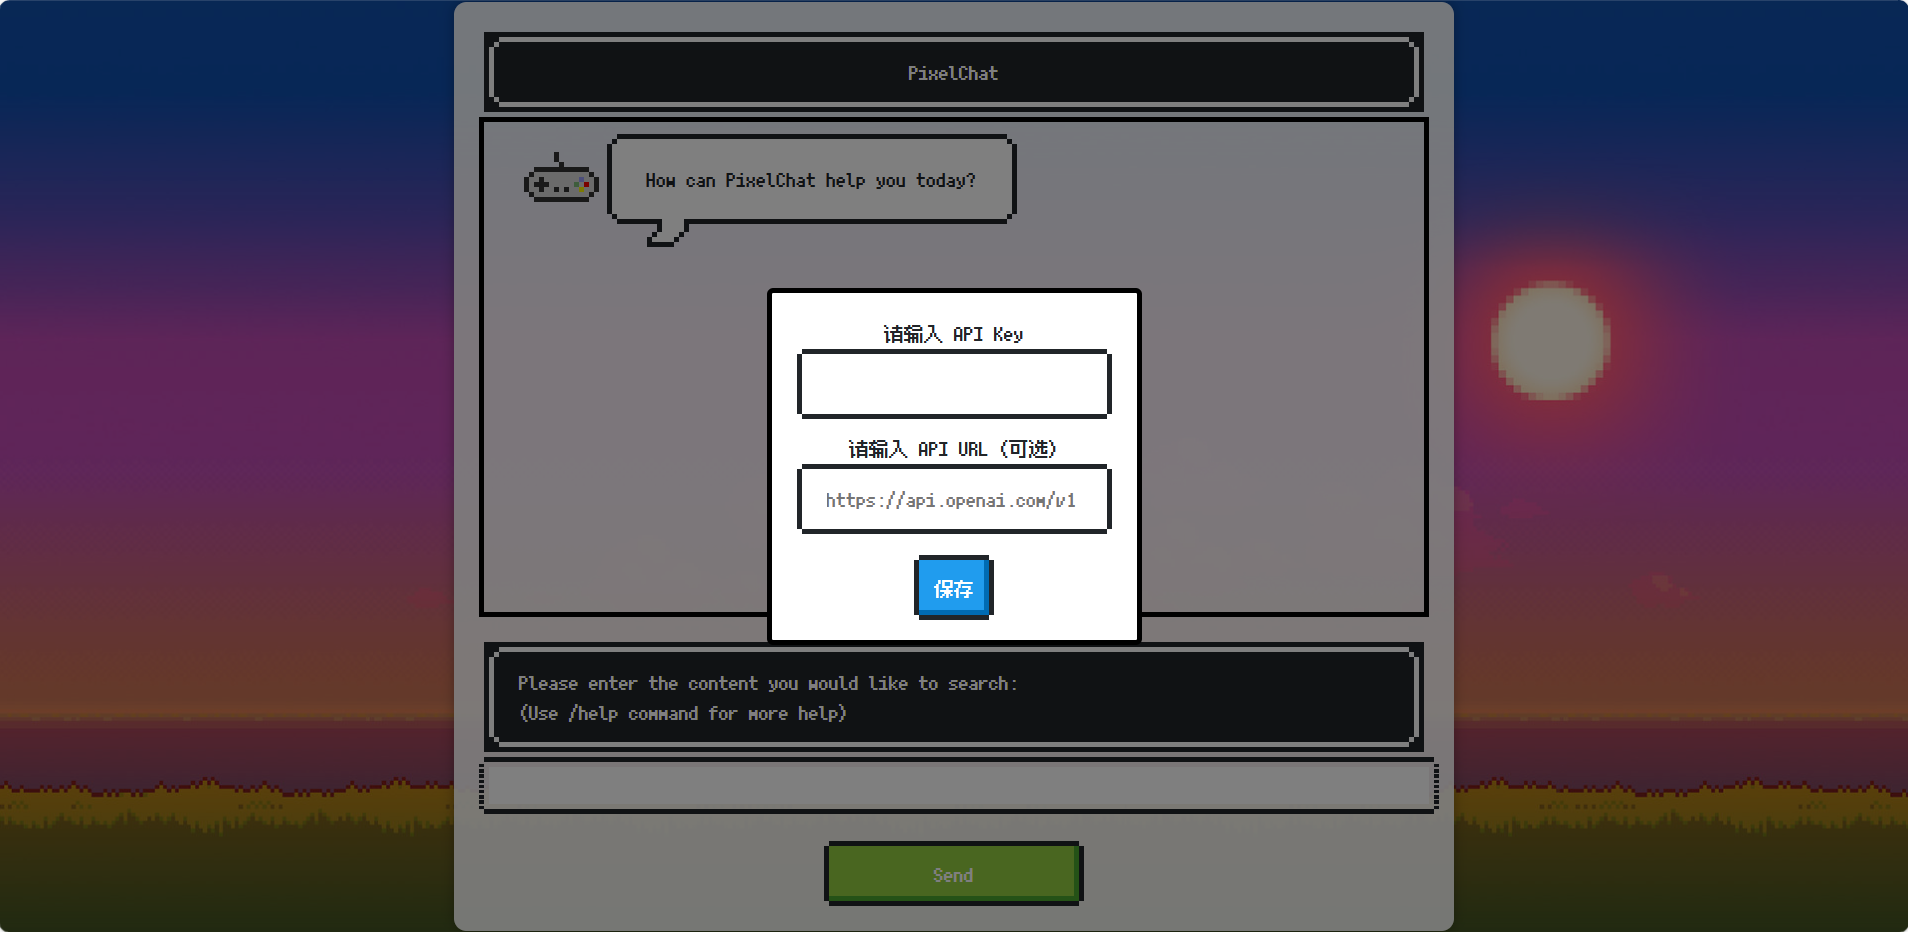 PixelChat
How can PixelChat help you today?
请输入 API Key
请输入 API URL (可选)
https://api.openai.com/v1
保存
Please enter the content you would like to search:
(Use /help command for more help)
Send